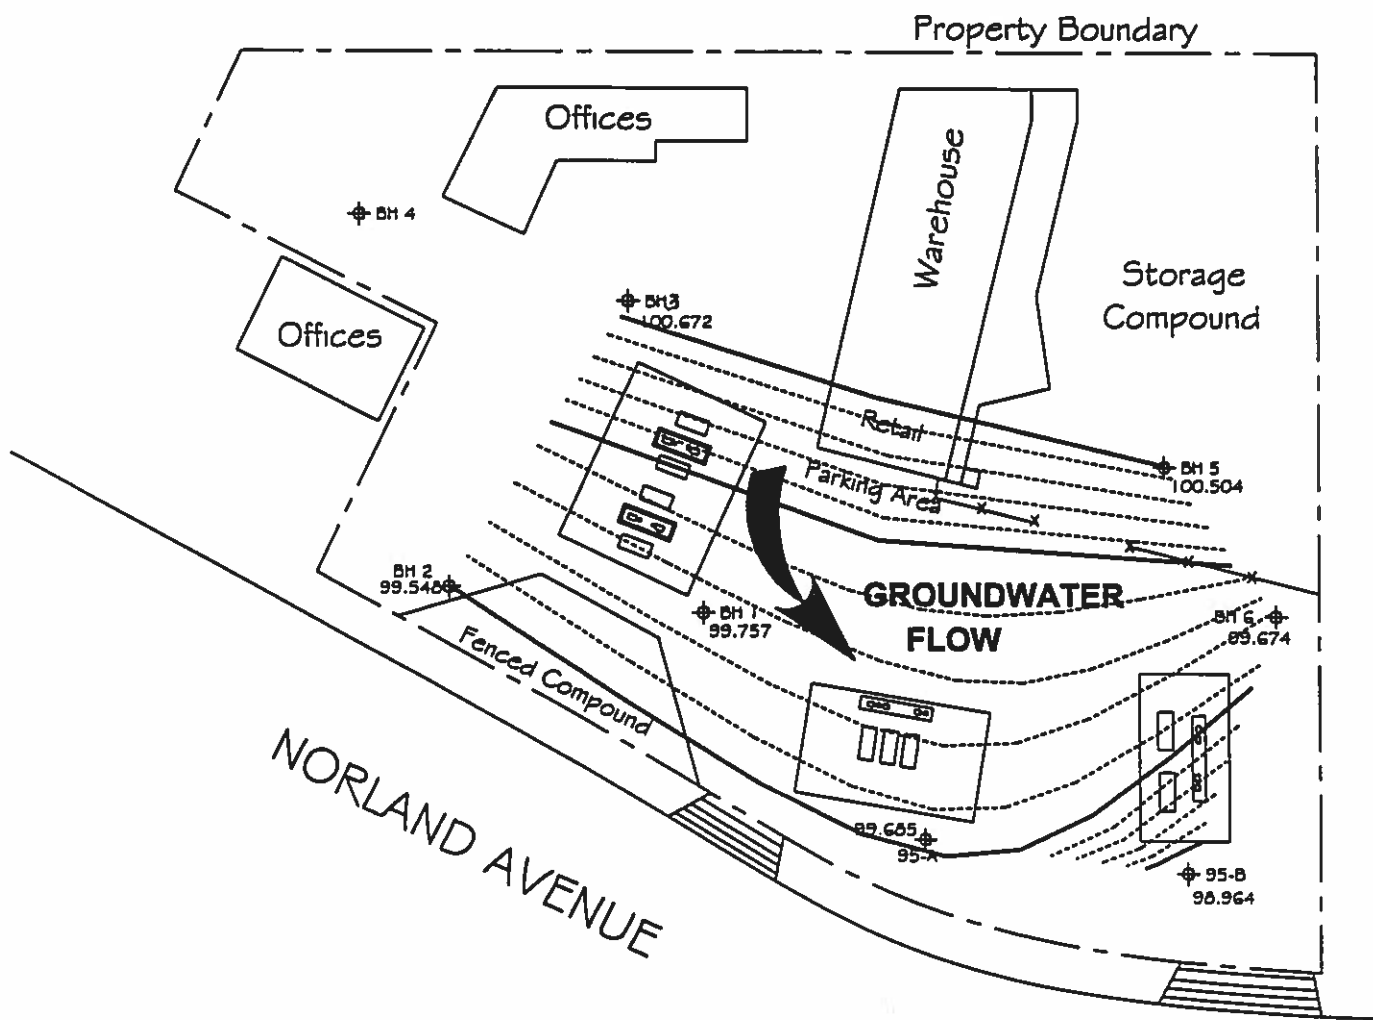 Property Boundary
Offices
Warehouse
BH 4
Storage
Compound
BH3
100.672
Offices
Retail
BH 5
100.504
Parking Area
BH 2
99.548
GROUNDWATER
FLOW
BH 1
99.757
BH 6
99.674
Fenced Compound
NORLAND AVENUE
99.685
95-A
95-B
98.964